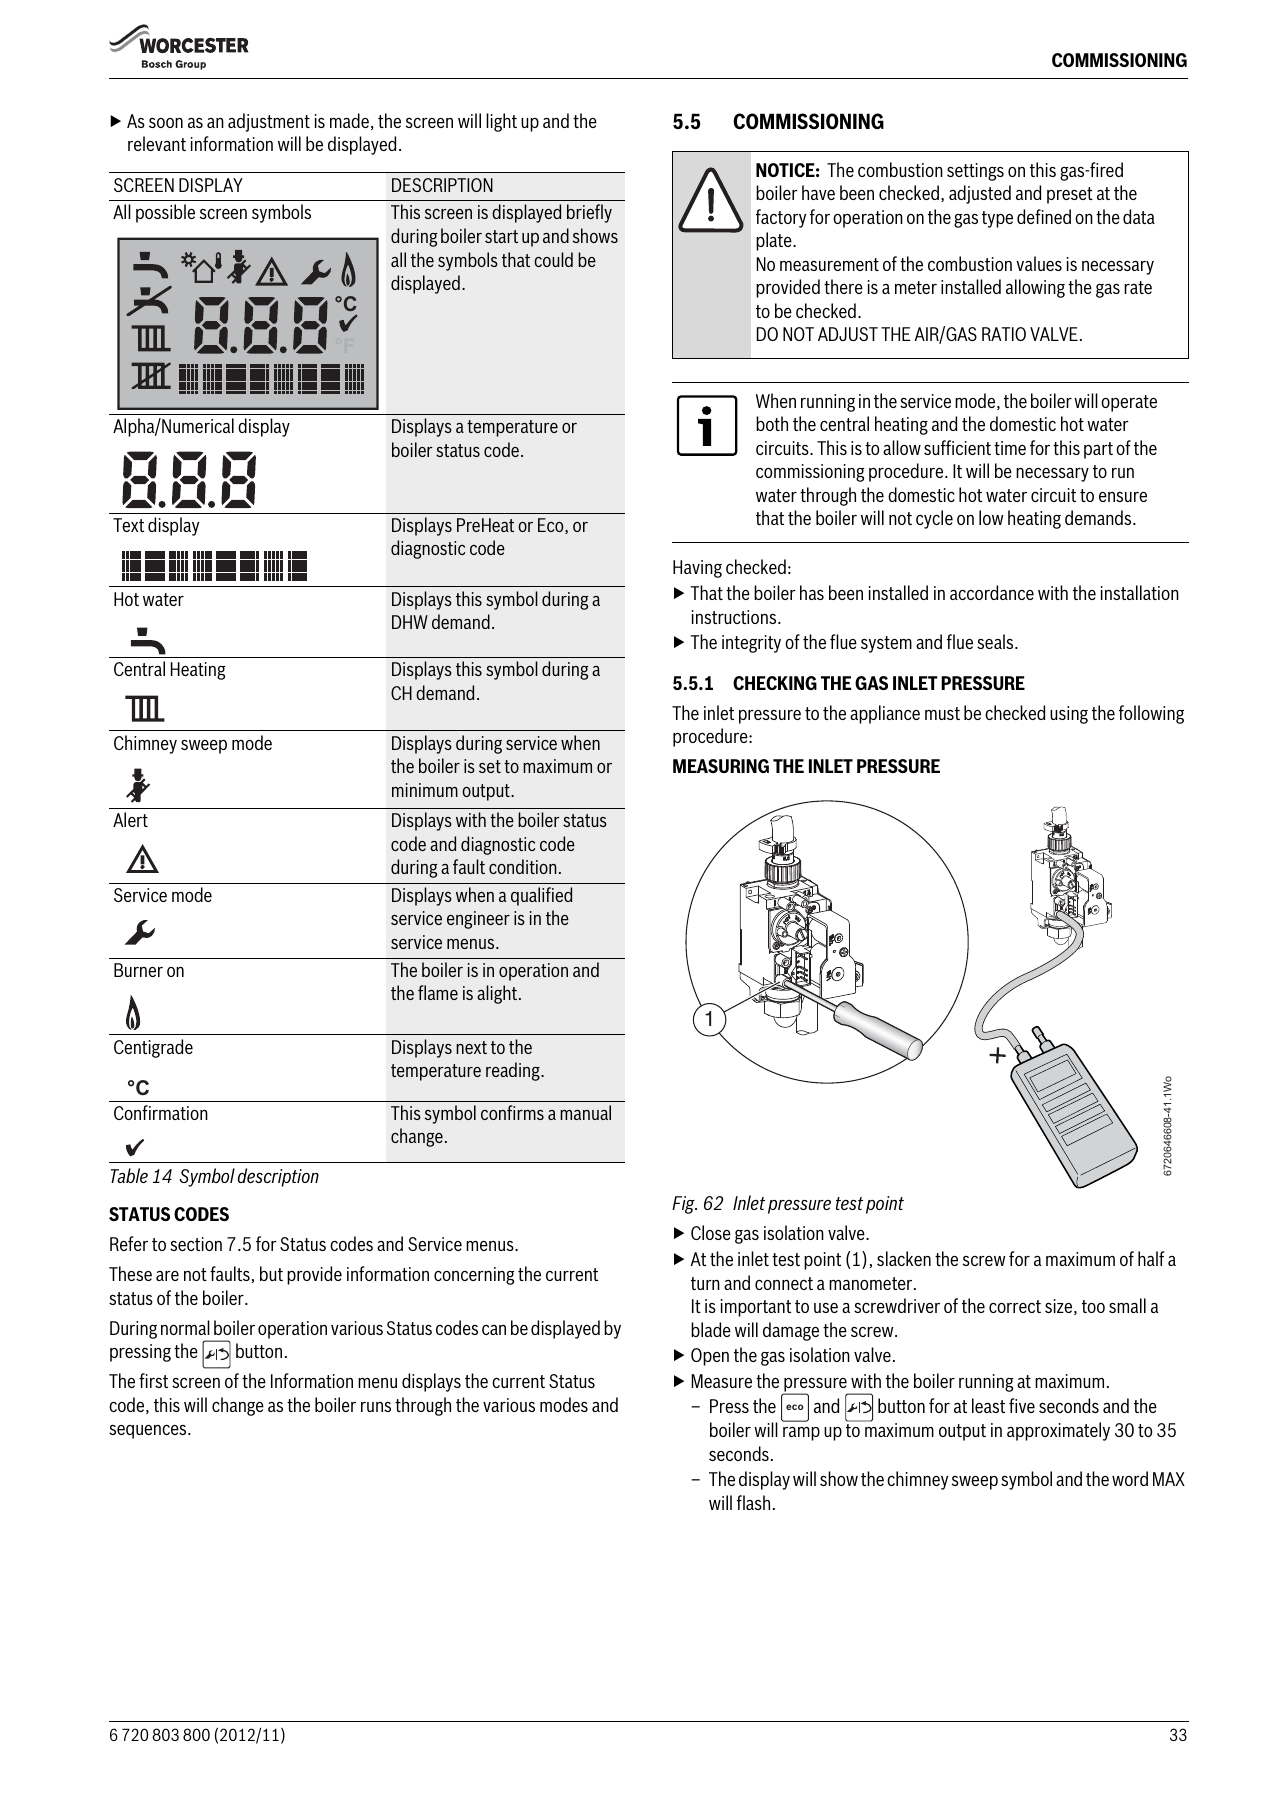 WORCESTER
Bosch Group
COMMISSIONING
▶ As soon as an adjustment is made, the screen will light up and the
relevant information will be displayed.
SCREEN DISPLAY DESCRIPTION
All possible screen symbols
This screen is displayed briefly
during boiler start up and shows
all the symbols that could be
displayed.
8.8.8 °C
°F
Alpha/Numerical display
8.8.8
Displays a temperature or
boiler status code.
Text display
Displays PreHeat or Eco, or
diagnostic code
Hot water
Displays this symbol during a
DHW demand.
Central Heating
Displays this symbol during a
CH demand.
Chimney sweep mode
Displays during service when
the boiler is set to maximum or
minimum output.
Alert
Displays with the boiler status
code and diagnostic code
during a fault condition.
Service mode
Displays when a qualified
service engineer is in the
service menus.
Burner on
The boiler is in operation and
the flame is alight.
Centigrade
°C
Displays next to the
temperature reading.
Confirmation
✔
This symbol confirms a manual
change.
Table 14 Symbol description
STATUS CODES
Refer to section 7.5 for Status codes and Service menus.
These are not faults, but provide information concerning the current
status of the boiler.
During normal boiler operation various Status codes can be displayed by
pressing the button.
The first screen of the Information menu displays the current Status
code, this will change as the boiler runs through the various modes and
sequences.
5.5 COMMISSIONING
NOTICE: The combustion settings on this gas-fired
boiler have been checked, adjusted and preset at the
factory for operation on the gas type defined on the data
plate.
No measurement of the combustion values is necessary
provided there is a meter installed allowing the gas rate
to be checked.
DO NOT ADJUST THE AIR/GAS RATIO VALVE.
i
When running in the service mode, the boiler will operate
both the central heating and the domestic hot water
circuits. This is to allow sufficient time for this part of the
commissioning procedure. It will be necessary to run
water through the domestic hot water circuit to ensure
that the boiler will not cycle on low heating demands.
Having checked:
▶ That the boiler has been installed in accordance with the installation
instructions.
▶ The integrity of the flue system and flue seals.
5.5.1 CHECKING THE GAS INLET PRESSURE
The inlet pressure to the appliance must be checked using the following
procedure:
MEASURING THE INLET PRESSURE
1
+
6720646608-41.1Wo
Fig. 62 Inlet pressure test point
▶ Close gas isolation valve.
▶ At the inlet test point (1), slacken the screw for a maximum of half a
turn and connect a manometer.
It is important to use a screwdriver of the correct size, too small a
blade will damage the screw.
▶ Open the gas isolation valve.
▶ Measure the pressure with the boiler running at maximum.
– Press the eco and button for at least five seconds and the
boiler will ramp up to maximum output in approximately 30 to 35
seconds.
– The display will show the chimney sweep symbol and the word MAX
will flash.
6 720 803 800 (2012/11)
33